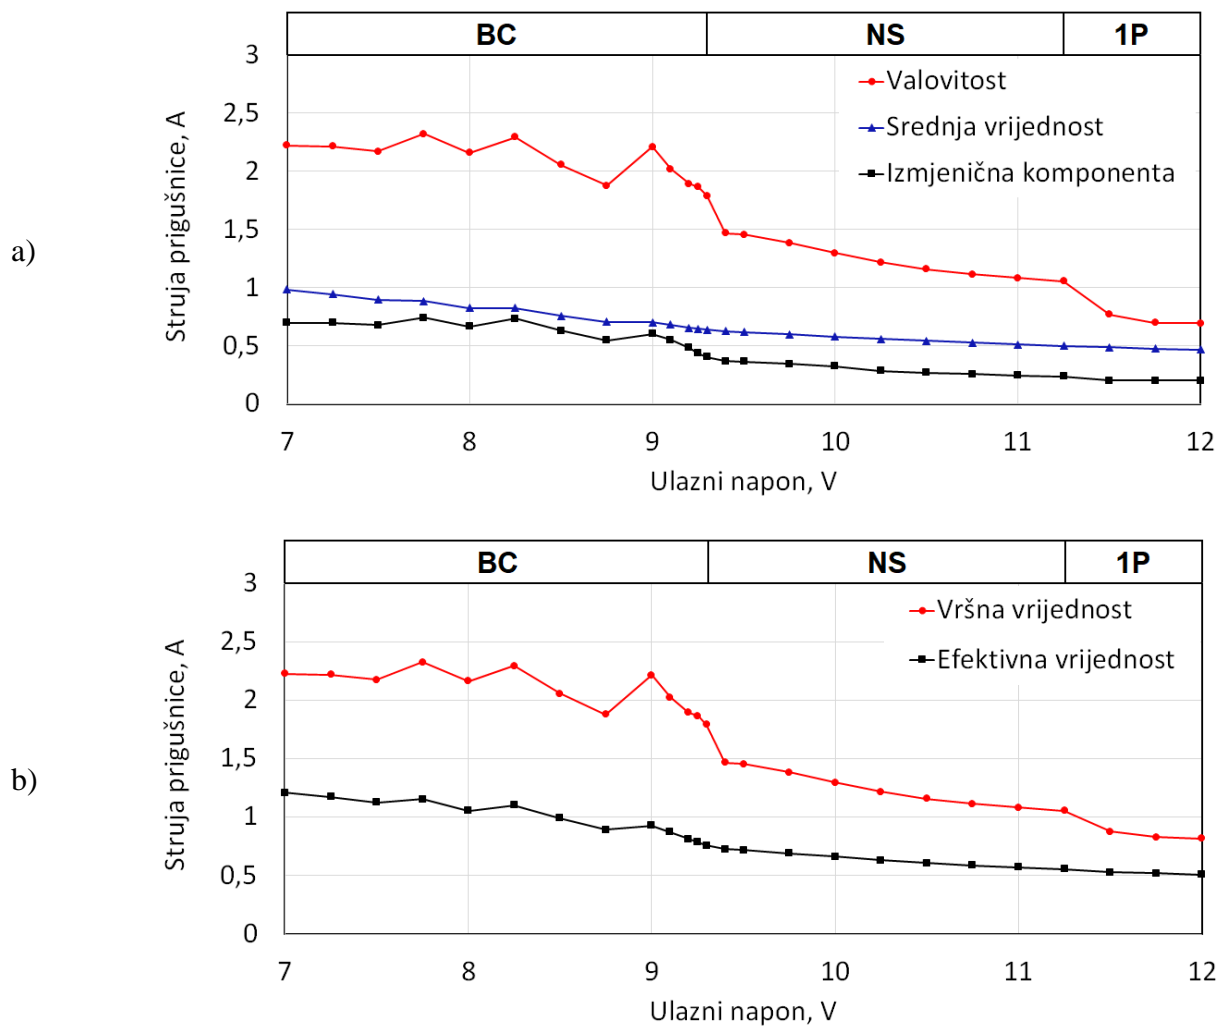 BC NS 1P
3
Valovitost
2,5
Srednja vrijednost
2
Izmjenična komponenta
a)
Struja prigušnice, A
1,5
1
0,5
0
7 8 9 10 11 12
Ulazni napon, V
BC NS 1P
3
Vršna vrijednost
2,5
Efektivna vrijednost
2
b)
Struja prigušnice, A
1,5
1
0,5
0
7 8 9 10 11 12
Ulazni napon, V